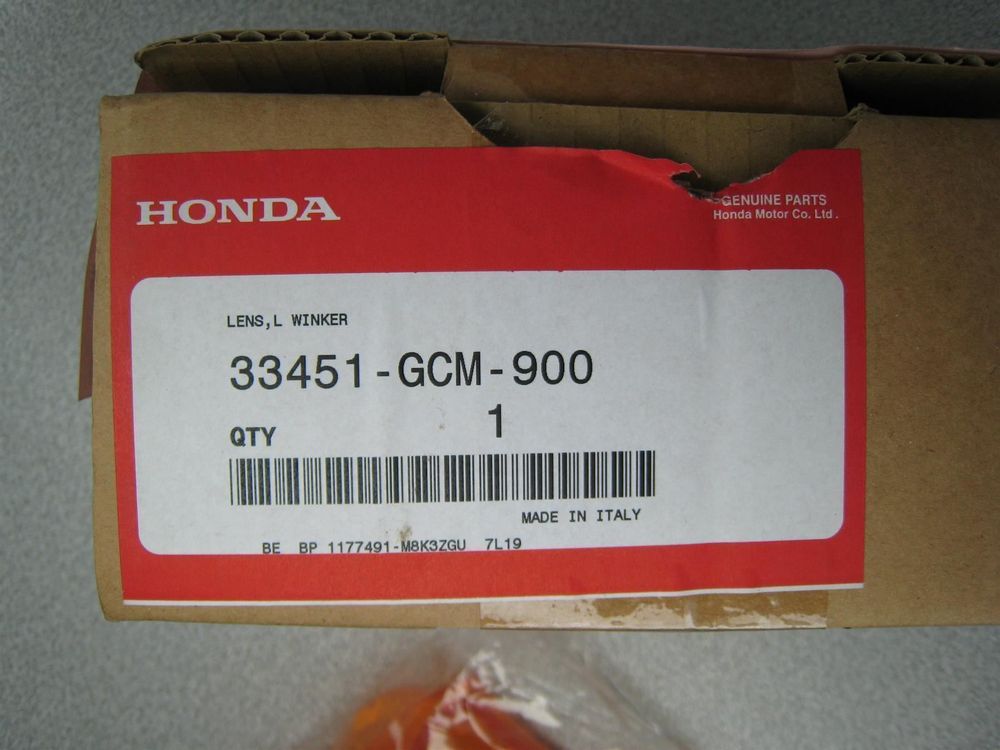 HONDA
GENUINE PARTS
Honda Motor Co. Ltd.
LENS,L WINKER
33451-GCM-900
QTY 1
MADE IN ITALY
BE BP 1177491-M8K3ZGU 7L19